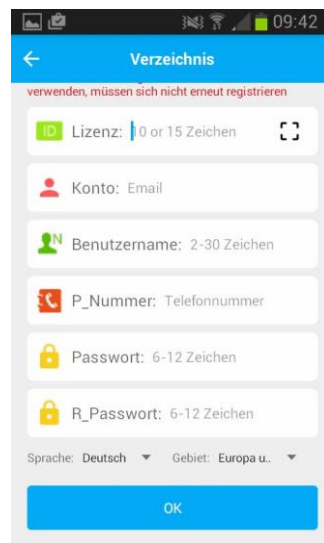 09:42
Verzeichnis
verwenden, müssen sich nicht erneut registrieren
ID Lizenz: 10 or 15 Zeichen
Konto: Email
N Benutzername: 2-30 Zeichen
P_Nummer: Telefonnummer
Passwort: 6-12 Zeichen
R_Passwort: 6-12 Zeichen
Sprache: Deutsch Gebiet: Europa u..
OK